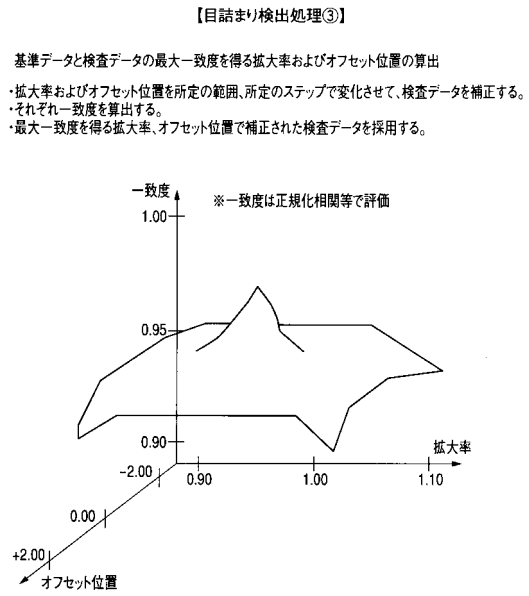 【目詰まり検出処理③】
基準データと検査データの最大一致度を得る拡大率およびオフセット位置の算出
・拡大率およびオフセット位置を所定の範囲、所定のステップで変化させて、検査データを補正する。
・それぞれ一致度を算出する。
・最大一致度を得る拡大率、オフセット位置で補正された検査データを採用する。
一致度
※一致度は正規化相関等で評価
1.00
0.95
0.90
拡大率
-2.00
0.90
1.00
1.10
0.00
+2.00
オフセット位置